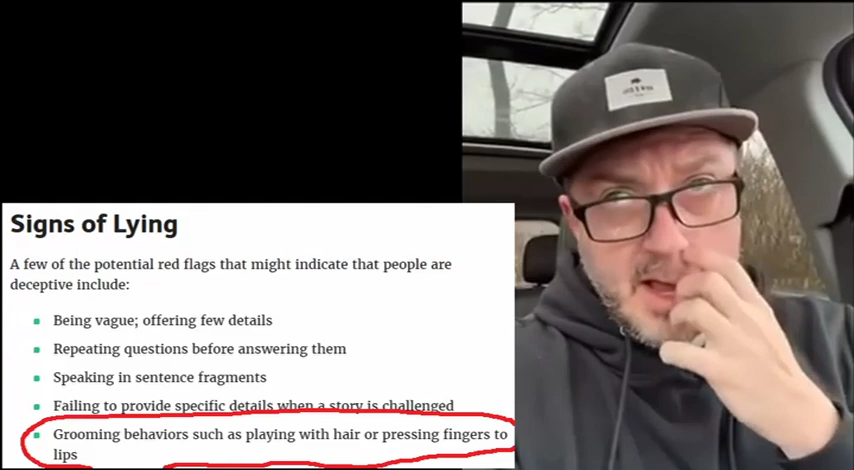 Signs of Lying
A few of the potential red flags that might indicate that people are
deceptive include:
Being vague; offering few details
Repeating questions before answering them
Speaking in sentence fragments
Failing to provide specific details when a story is challenged
Grooming behaviors such as playing with hair or pressing fingers to
lips